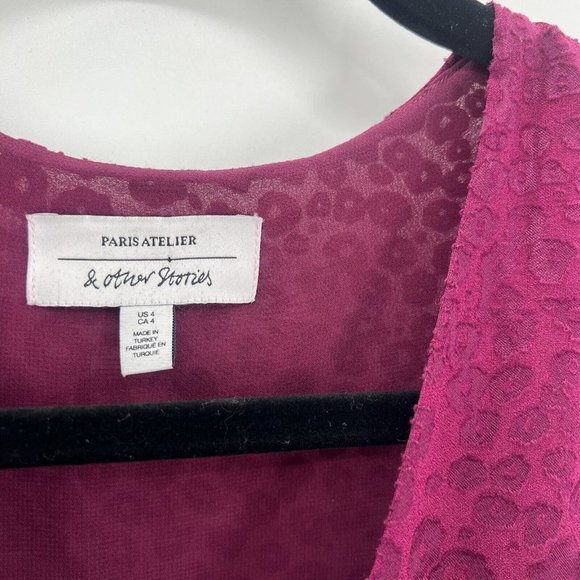 PARIS ATELIER
& other Stories
US 4
CA 4
MADE IN
TURKEY
FABRIQUÉ EN
TURQUIE